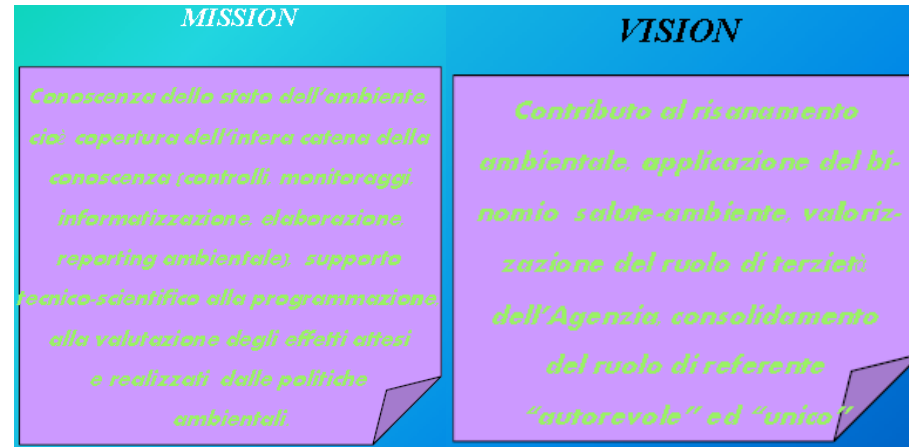 MISSION
Conoscenza dello stato dell'ambiente,
cioè copertura dell'intera catena della
conoscenza (controlli, monitoraggi,
informatizzazione, elaborazione,
reporting ambientale), supporto
tecnico-scientifico alla programmazione,
alla valutazione degli effetti attesi
e realizzati dalle politiche
ambientali.
VISION
Contributo al risanamento
ambientale, applicazione del bi-
nomio salute-ambiente, valoriz-
zazione del ruolo di terzietà
dell'Agenzia, consolidamento
del ruolo di referente
"autorevole" ed "unico"